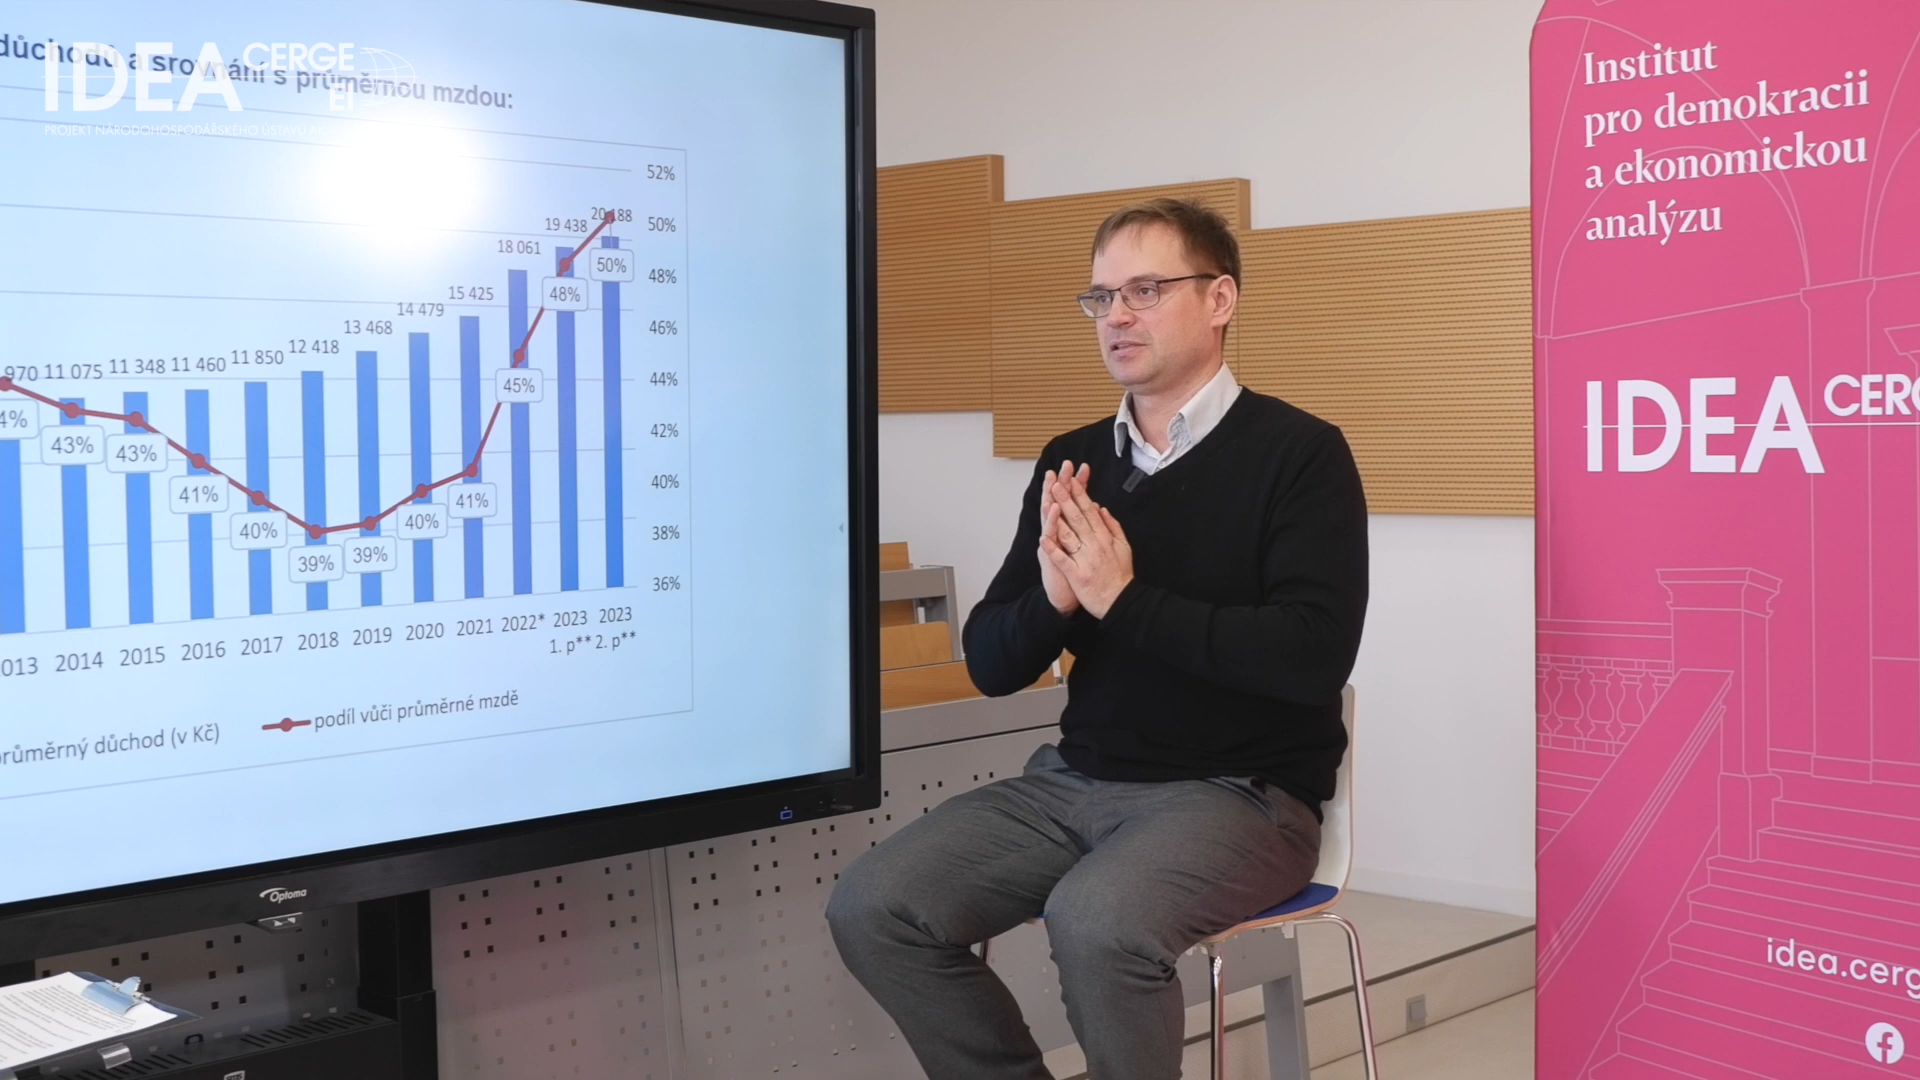 důchodů a srovnání s průměrnou mzdou:
IDEA CERGE
EI
PROJEKT NÁRODOHOSPODÁŘSKÉHO ÚSTAVU
52%
50%
48%
46%
44%
42%
40%
38%
36%
970 11 075 11 348 11 460 11 850 12 418 13 468 14 479 15 425 18 061 19 438 20 188
4% 43% 43% 41% 40% 39% 39% 40% 41% 45% 48% 50%
013 2014 2015 2016 2017 2018 2019 2020 2021 2022* 2023 2023
1. p** 2. p**
průměrný důchod (v Kč) podíl vůči průměrné mzdě
Optoma
Institut
pro demokracii
a ekonomickou
analýzu
IDEA CERG
idea.cerg